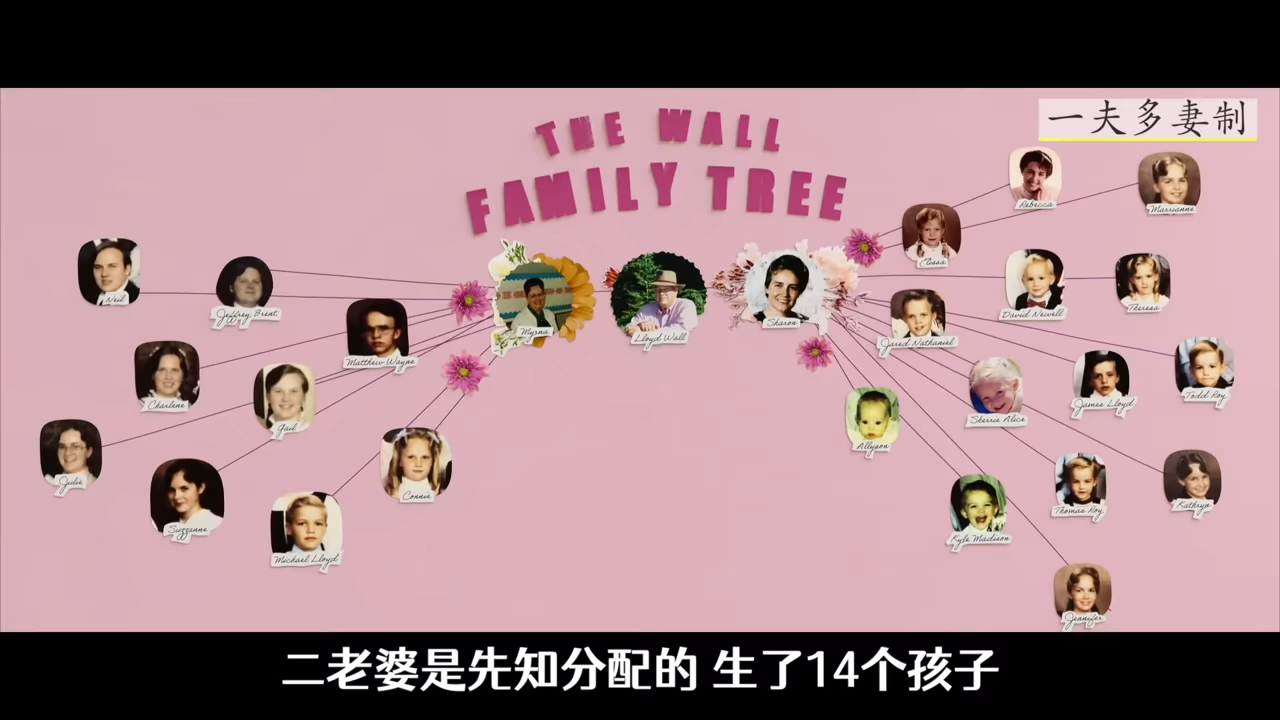 一夫多妻制
THE WALL
FAMILY TREE
Rebecca
Marrianne
Elissa
Neil
Jeffrey Brent
Myrna
Lloyd Wall
Sharon
David Newell
Theresa
Matthew Wayne
Jared Nathaniel
Charlene
Gail
Sherrie Alice
James Lloyd
Todd Roy
Julie
Connie
Allyson
Suzzanne
Michael Lloyd
Kyle Madison
Thomas Roy
Kathryn
Jennifer
二老婆是先知分配的 生了14个孩子